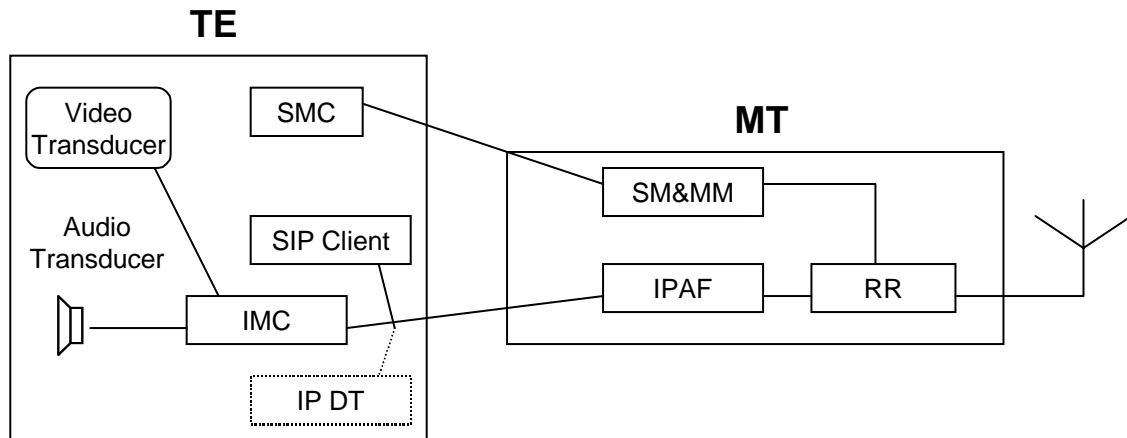 TE
Video
Transducer
SMC
MT
SM&MM
Audio
Transducer
SIP Client
IPAF
RR
IMC
IP DT